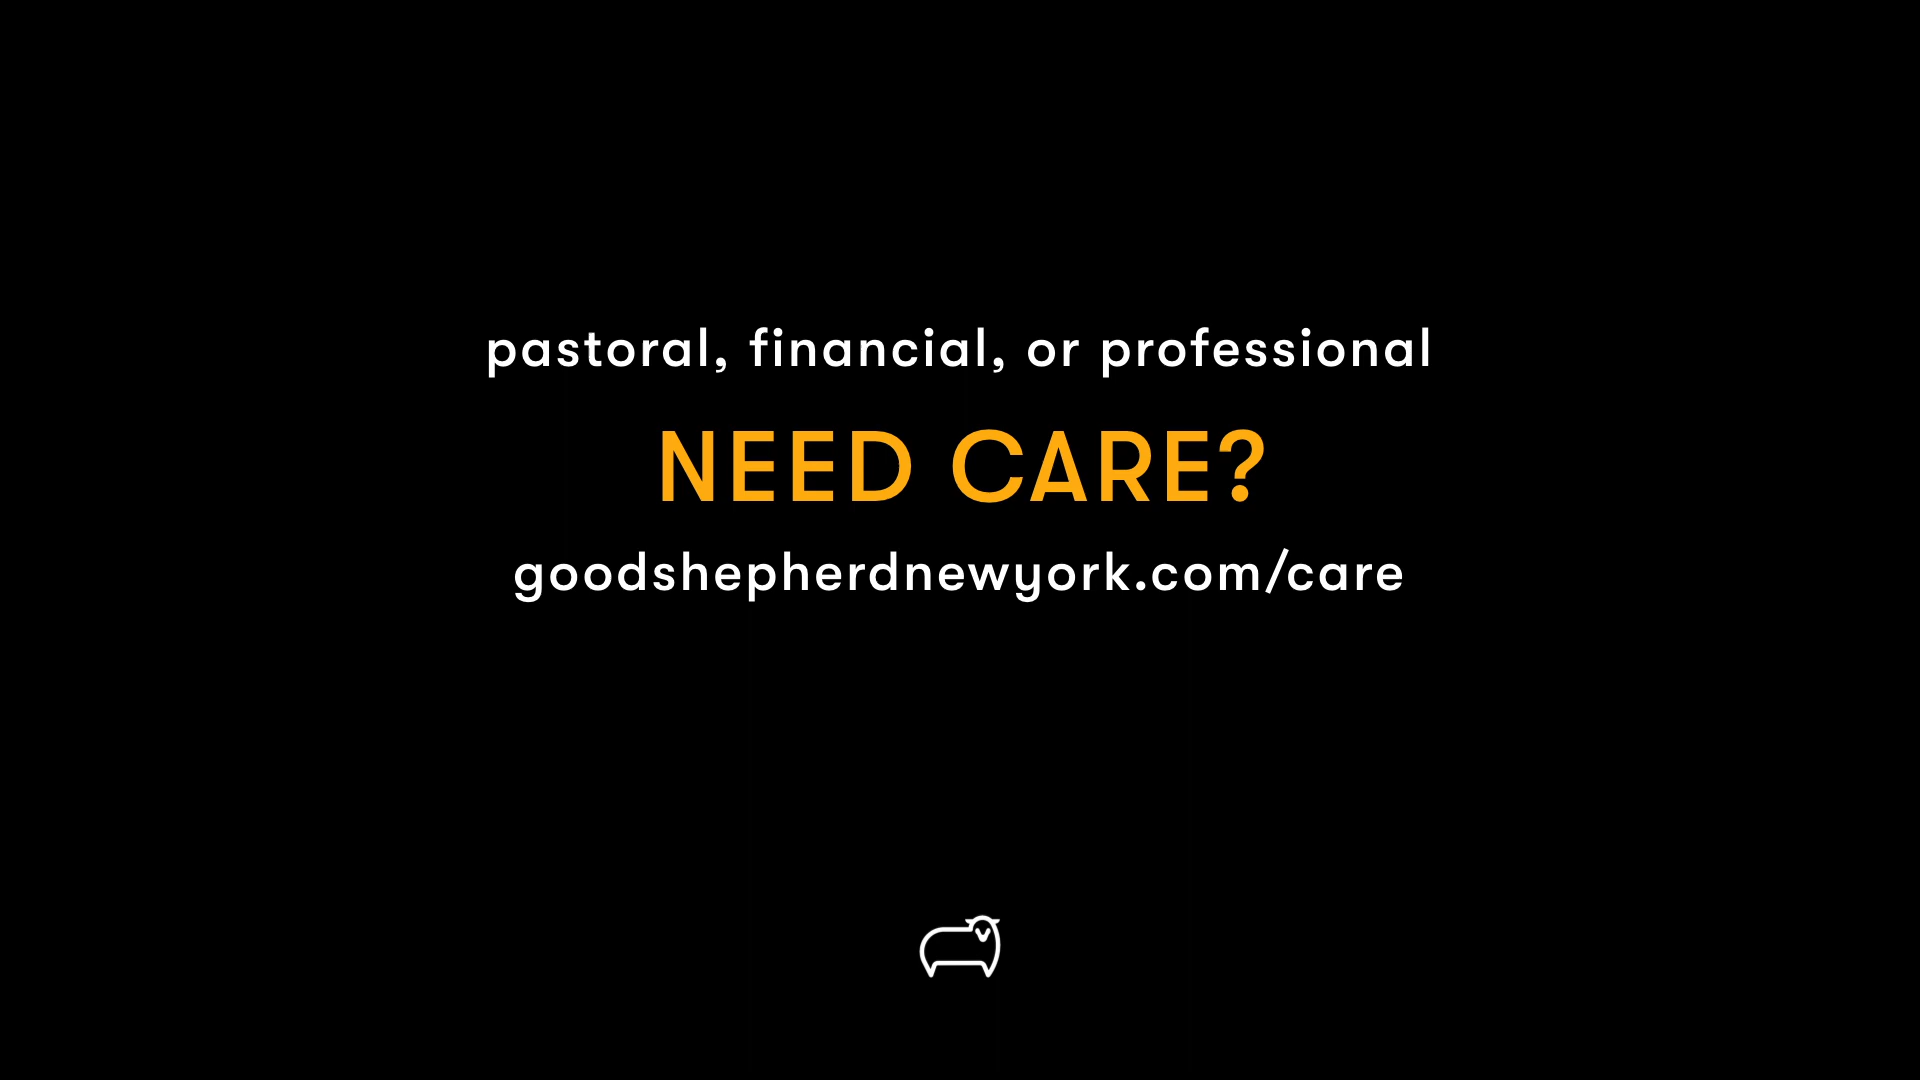 pastoral, financial, or professional
NEED CARE?
goodshepherdnewyork.com/care